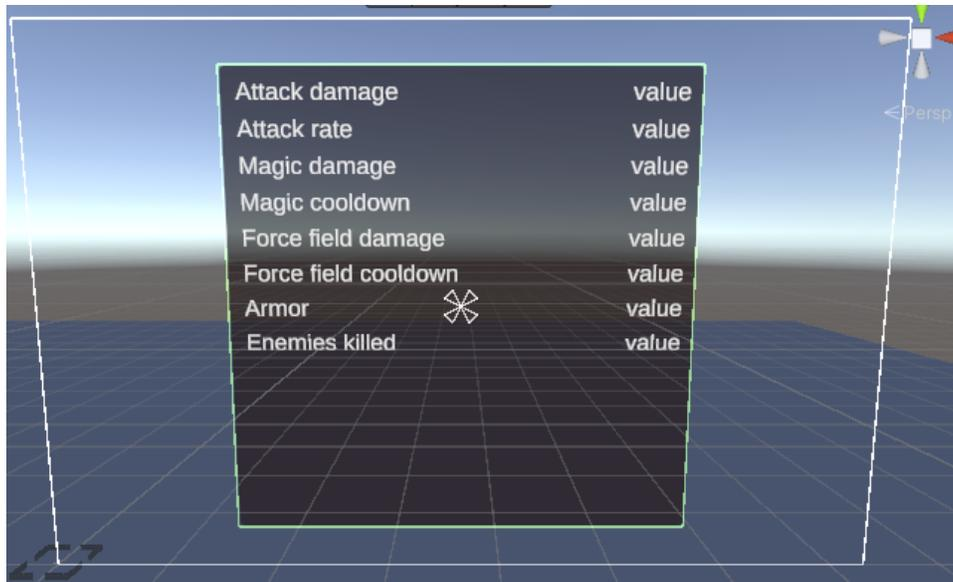 Attack damage value
Attack rate value
Magic damage value
Magic cooldown value
Force field damage value
Force field cooldown value
Armor value
Enemies killed value
Persp